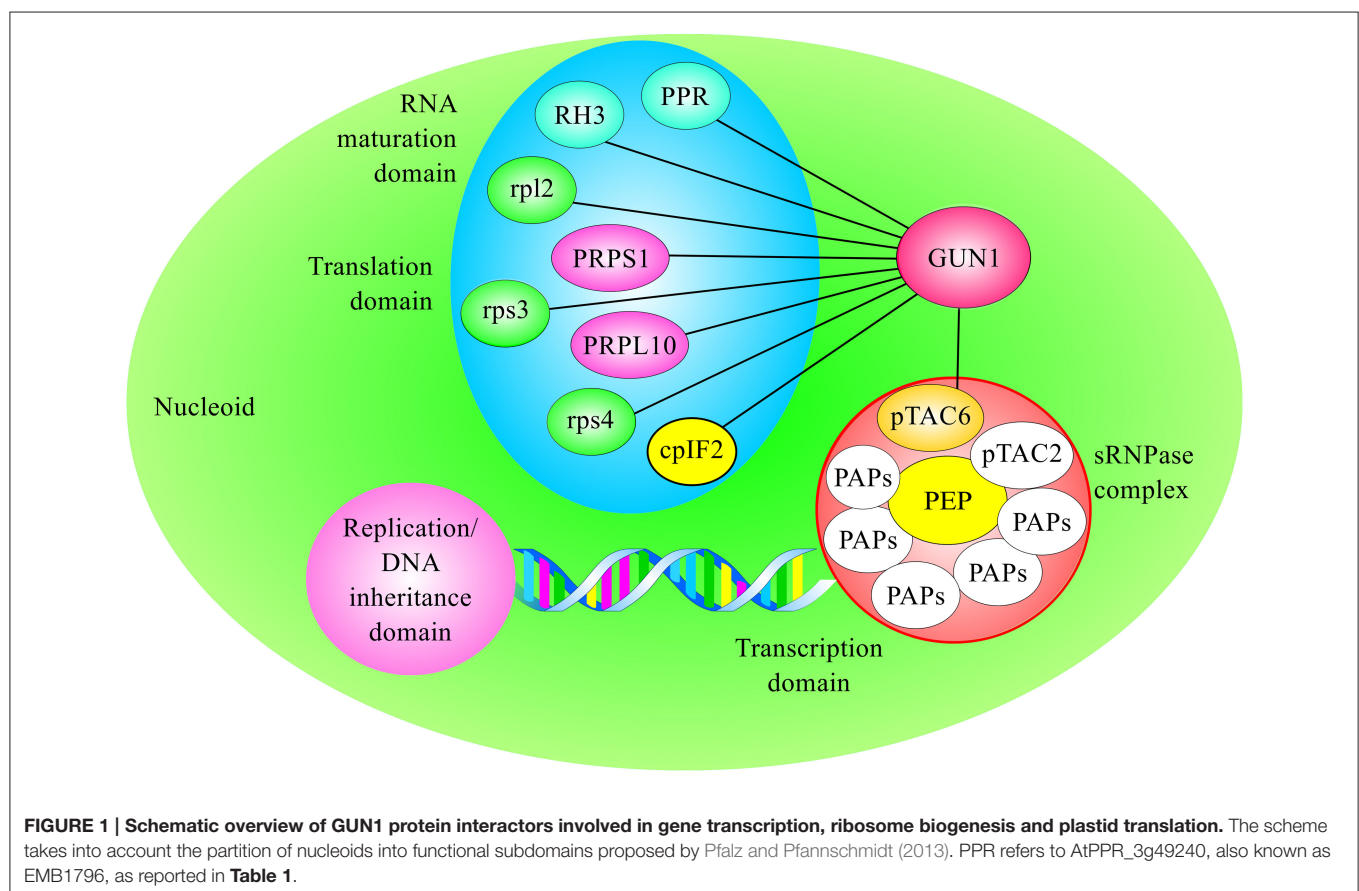 RNA
maturation
domain
RH3
PPR
rpl2
PRPS1
GUN1
Translation
domain
rps3
PRPL10
Nucleoid
rps4
cpIF2
pTAC6
pTAC2
sRNPase
complex
PAPs
PEP
PAPs
PAPs
PAPs
PAPs
Replication/
DNA
inheritance
domain
Transcription
domain
FIGURE 1 | Schematic overview of GUN1 protein interactors involved in gene transcription, ribosome biogenesis and plastid translation. The scheme
takes into account the partition of nucleoids into functional subdomains proposed by Pfalz and Pfannschmidt (2013). PPR refers to AtPPR_3g49240, also known as
EMB1796, as reported in Table 1.